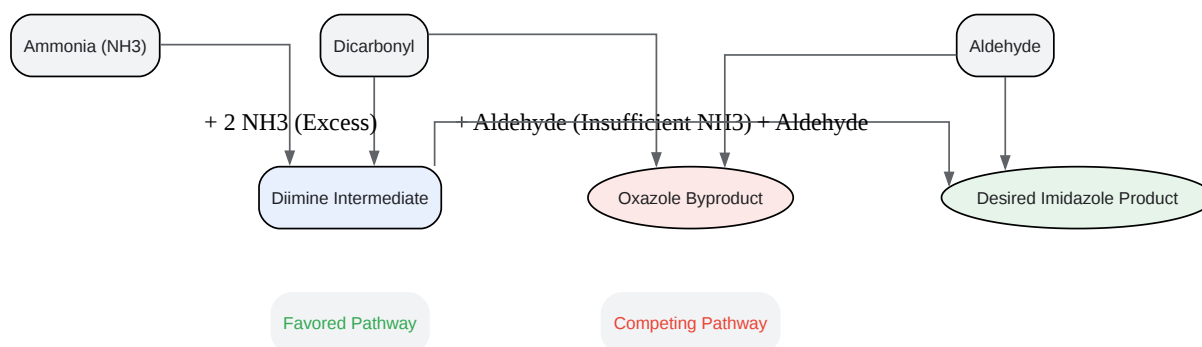 Ammonia (NH3)
Dicarbonyl
Aldehyde
+ 2 NH3 (Excess)
+ Aldehyde (Insufficient NH3)
+ Aldehyde
Diimine Intermediate
Oxazole Byproduct
Desired Imidazole Product
Favored Pathway
Competing Pathway